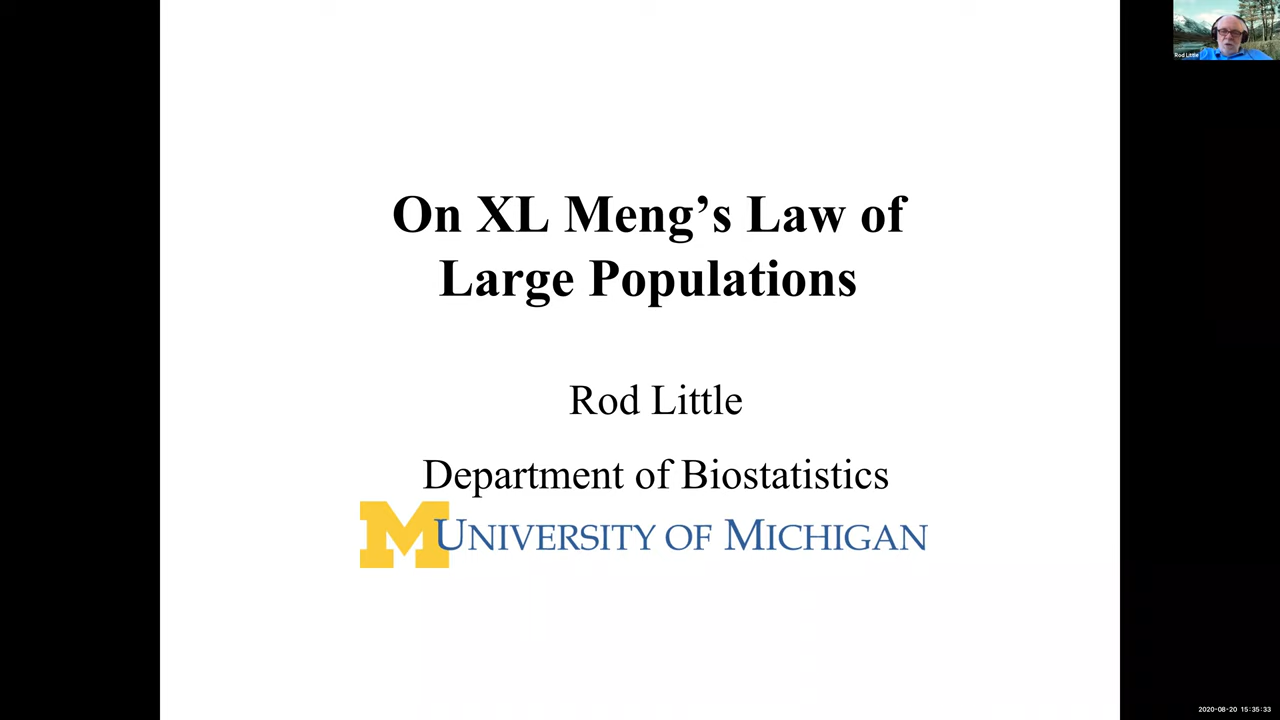 Rod Little
On XL Meng’s Law of
Large Populations
Rod Little
Department of Biostatistics
M UNIVERSITY OF MICHIGAN
2020-08-20 15:35:33